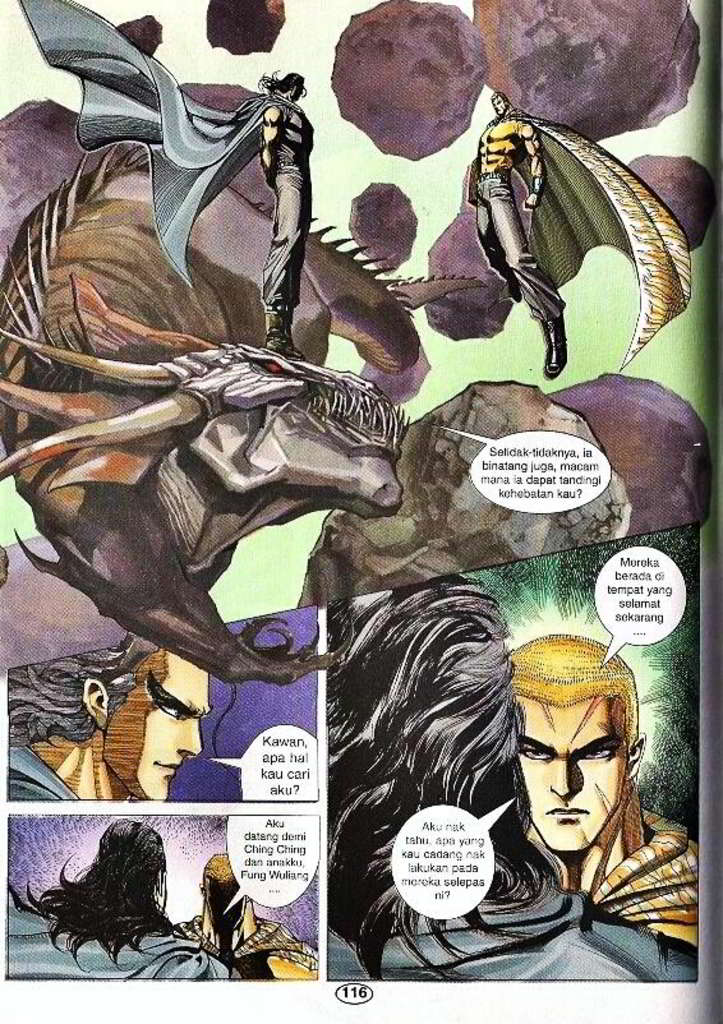 Setidak-tidaknya, ia
binatang juga, macam
mana ia dapat tandingi
kehebatan kau?
Kawan,
apa hal
kau cari
aku?
Aku
datang demi
Ching Ching
dan anakku,
Fung Wuliang
....
Mereka
berada di
tempat yang
selamat
sekarang
....
Aku nak
tahu, apa yang
kau cadang nak
lakukan pada
mereka selepas
ni?
116